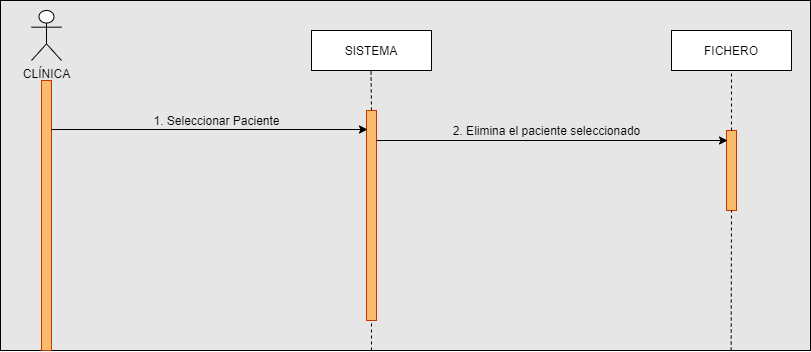 CLÍNICA
SISTEMA
FICHERO
1. Seleccionar Paciente
2. Elimina el paciente seleccionado